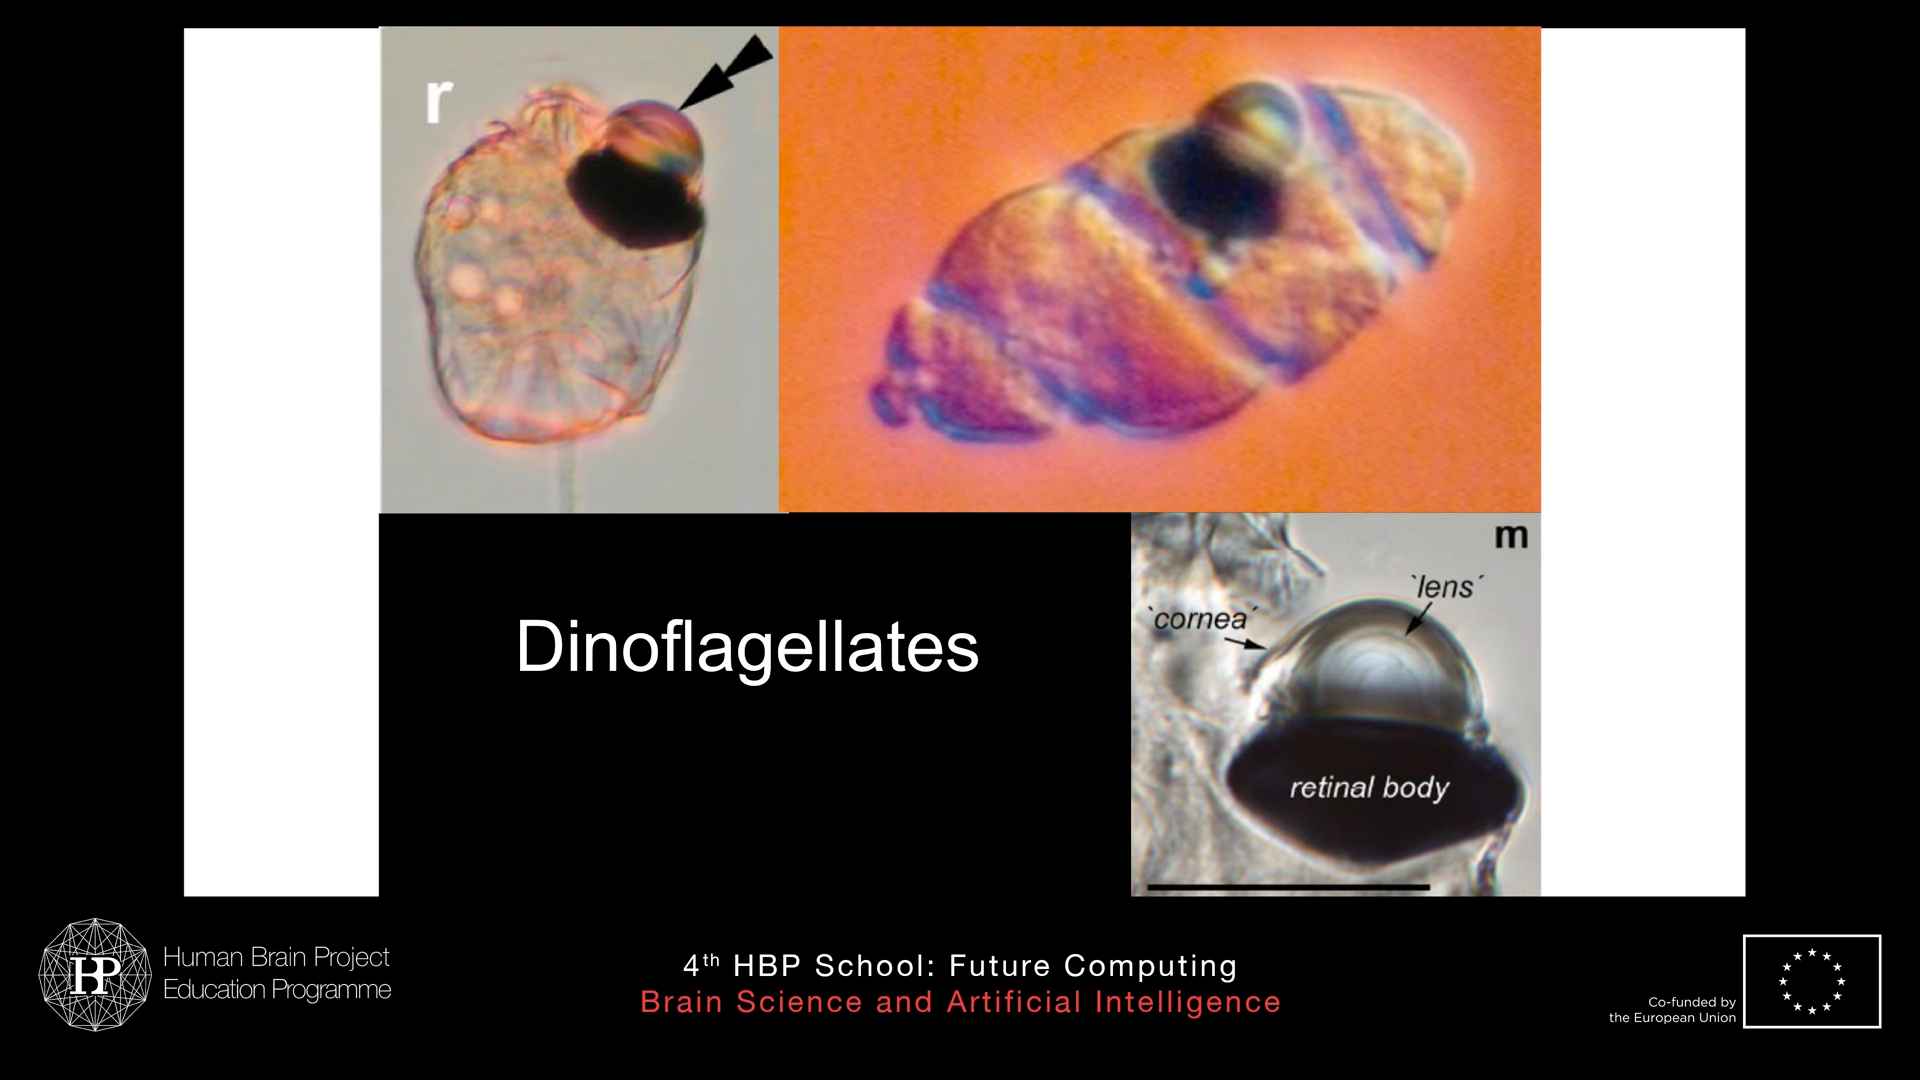 r
m
`lens´
`cornea´
Dinoflagellates
retinal body
HBP
Human Brain Project
Education Programme
4th HBP School: Future Computing
Brain Science and Artificial Intelligence
Co-funded by
the European Union